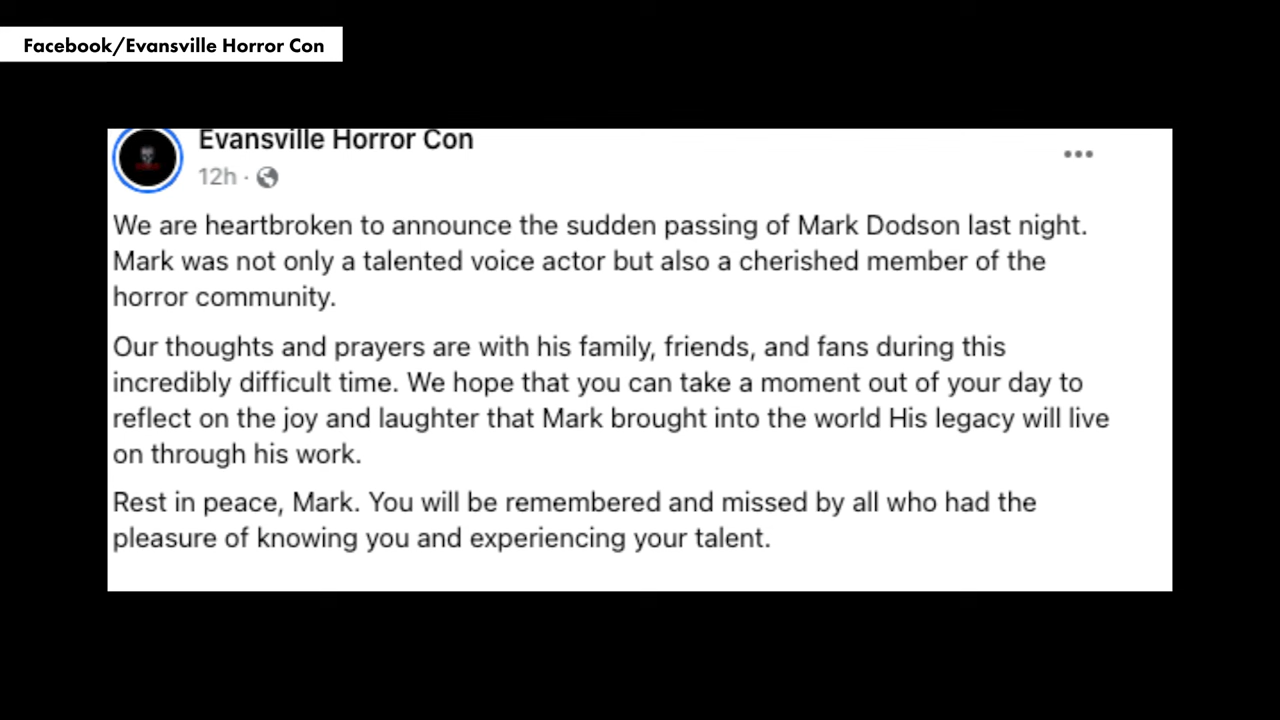 Facebook/Evansville Horror Con
Evansville Horror Con
12h ·
We are heartbroken to announce the sudden passing of Mark Dodson last night.
Mark was not only a talented voice actor but also a cherished member of the
horror community.
Our thoughts and prayers are with his family, friends, and fans during this
incredibly difficult time. We hope that you can take a moment out of your day to
reflect on the joy and laughter that Mark brought into the world His legacy will live
on through his work.
Rest in peace, Mark. You will be remembered and missed by all who had the
pleasure of knowing you and experiencing your talent.